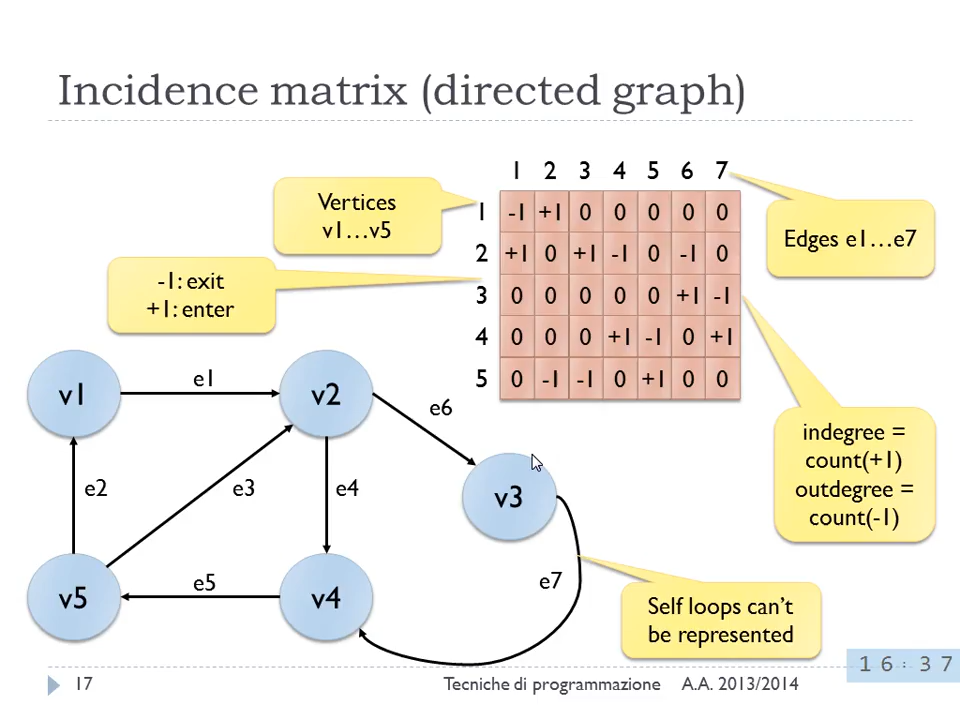 Incidence matrix (directed graph)
1 2 3 4 5 6 7
Vertices
v1...v5
Edges e1...e7
1 -1 +1 0 0 0 0 0
2 +1 0 +1 -1 0 -1 0
3 0 0 0 0 0 +1 -1
4 0 0 0 +1 -1 0 +1
5 0 -1 -1 0 +1 0 0
-1: exit
+1: enter
v1
e1
v2
e6
e2
e3
e4
v3
indegree =
count(+1)
outdegree =
count(-1)
v5
e5
v4
e7
Self loops can't
be represented
17
Tecniche di programmazione
A.A. 2013/2014
16:37